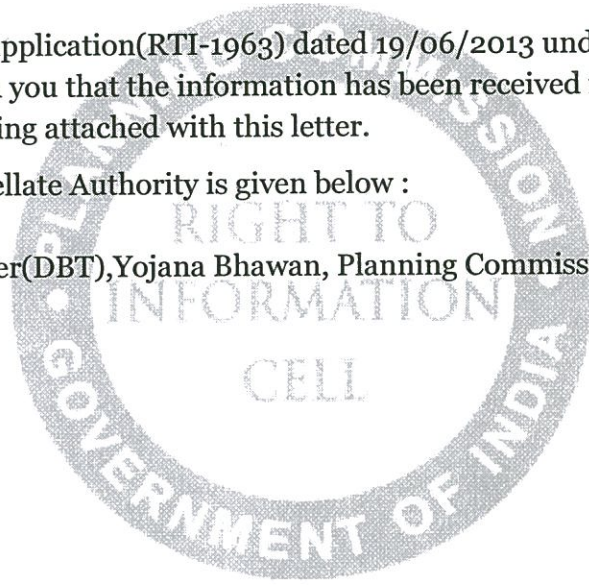 pplication(RTI-1963) dated 19/06/2013 und
you that the information has been received
ing attached with this letter.
ellate Authority is given below :
er(DBT),Yojana Bhawan, Planning Commiss
PLANNING COMMISSION
RIGHT TO
INFORMATION
CELL
GOVERNMENT OF INDIA